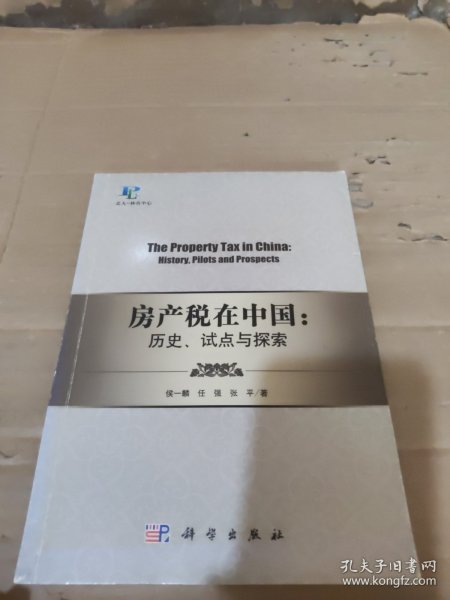 北大-林肯中心
The Property Tax in China:
History, Pilots and Prospects
房产税在中国：
历史、试点与探索
侯一麟 任 强 张 平/著
SP
科学出版社
孔夫子旧书网
www.kongfz.com